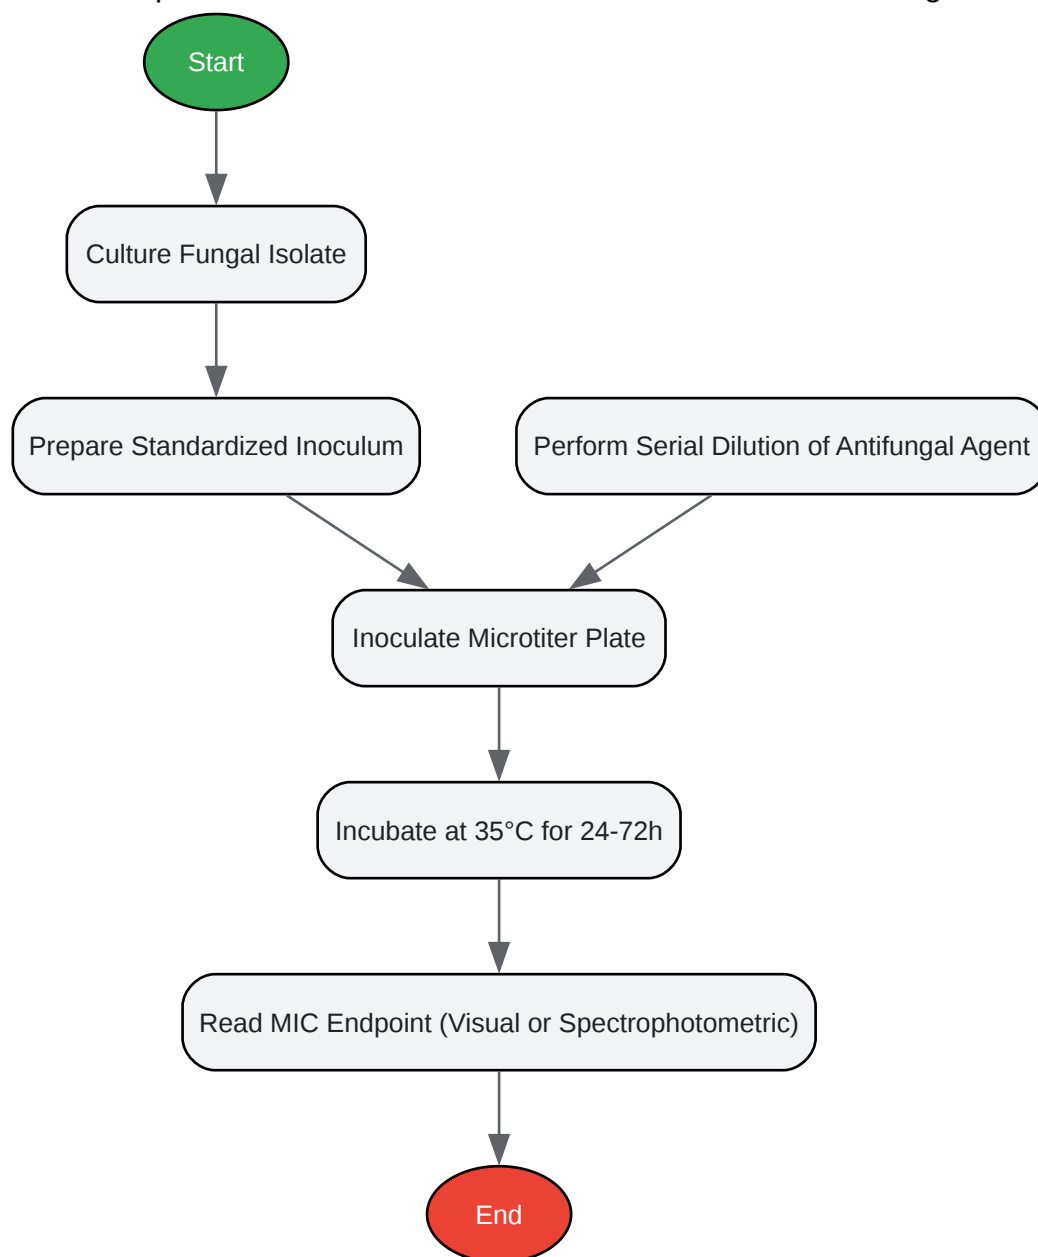 Start
Culture Fungal Isolate
Prepare Standardized Inoculum
Perform Serial Dilution of Antifungal Agent
Inoculate Microtiter Plate
Incubate at 35°C for 24-72h
Read MIC Endpoint (Visual or Spectrophotometric)
End